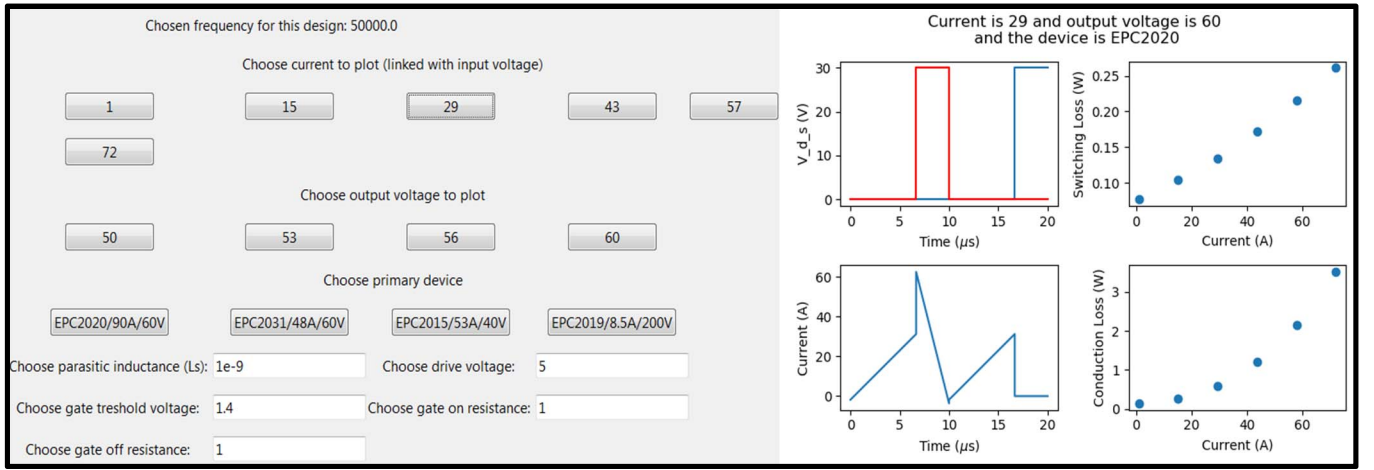 Chosen frequency for this design: 50000.0
Choose current to plot (linked with input voltage)
1 15 29 43 57
72
Choose output voltage to plot
50 53 56 60
Choose primary device
EPC2020/90A/60V EPC2031/48A/60V EPC2015/53A/40V EPC2019/8.5A/200V
Choose parasitic inductance (Ls): 1e-9 Choose drive voltage: 5
Choose gate treshold voltage: 1.4 Choose gate on resistance: 1
Choose gate off resistance: 1
Current is 29 and output voltage is 60
and the device is EPC2020
V_d_s (V)
30
20
10
0
0 5 10 15 20
Time (μs)
Switching Loss (W)
0.25
0.20
0.15
0.10
0 20 40 60
Current (A)
Current (A)
60
40
20
0
0 5 10 15 20
Time (μs)
Conduction Loss (W)
3
2
1
0
0 20 40 60
Current (A)